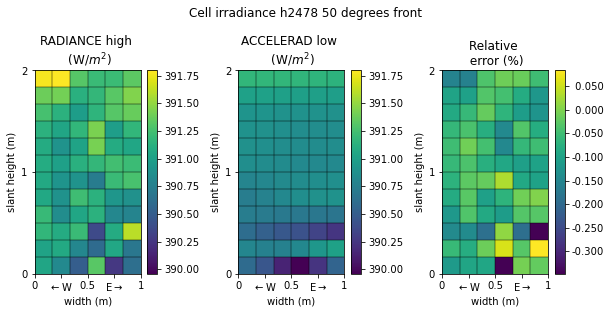 Cell irradiance h2478 50 degrees front
RADIANCE high
(W/m²)
ACCELERAD low
(W/m²)
Relative
error (%)
slant height (m)
2
1
0
0
←W
0.5
E→
1
width (m)
391.75
391.50
391.25
391.00
390.75
390.50
390.25
390.00
slant height (m)
2
1
0
0
←W
0.5
E→
1
width (m)
391.75
391.50
391.25
391.00
390.75
390.50
390.25
390.00
slant height (m)
2
1
0
0
←W
0.5
E→
1
width (m)
0.050
0.000
-0.050
-0.100
-0.150
-0.200
-0.250
-0.300